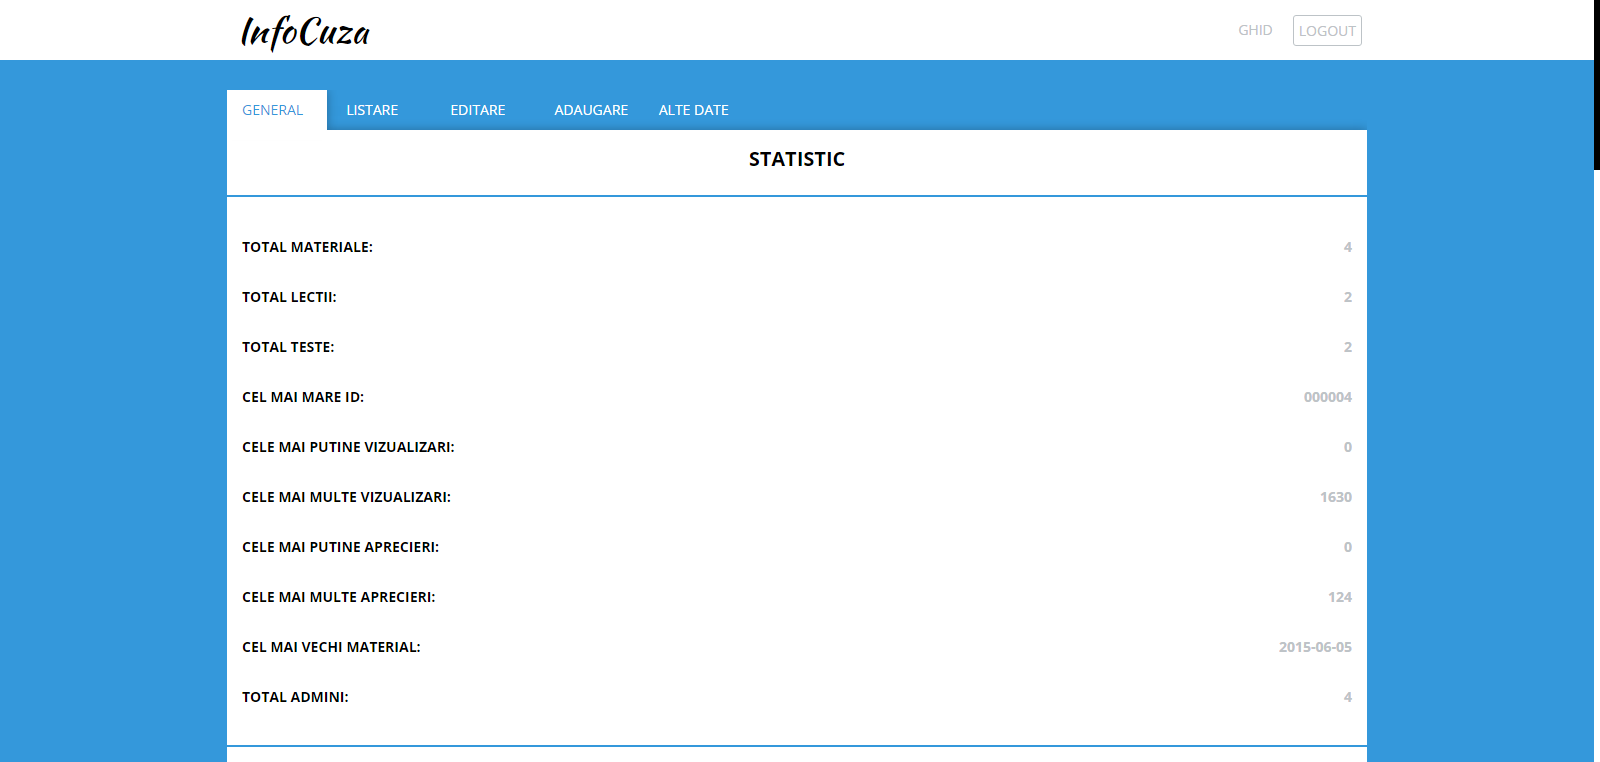 InfoCuza
GHID
LOGOUT
GENERAL
LISTARE
EDITARE
ADAUGARE
ALTE DATE
STATISTIC
TOTAL MATERIALE: 4
TOTAL LECTII: 2
TOTAL TESTE: 2
CEL MAI MARE ID: 000004
CELE MAI PUTINE VIZUALIZARI: 0
CELE MAI MULTE VIZUALIZARI: 1630
CELE MAI PUTINE APRECIERI: 0
CELE MAI MULTE APRECIERI: 124
CEL MAI VECHI MATERIAL: 2015-06-05
TOTAL ADMINI: 4